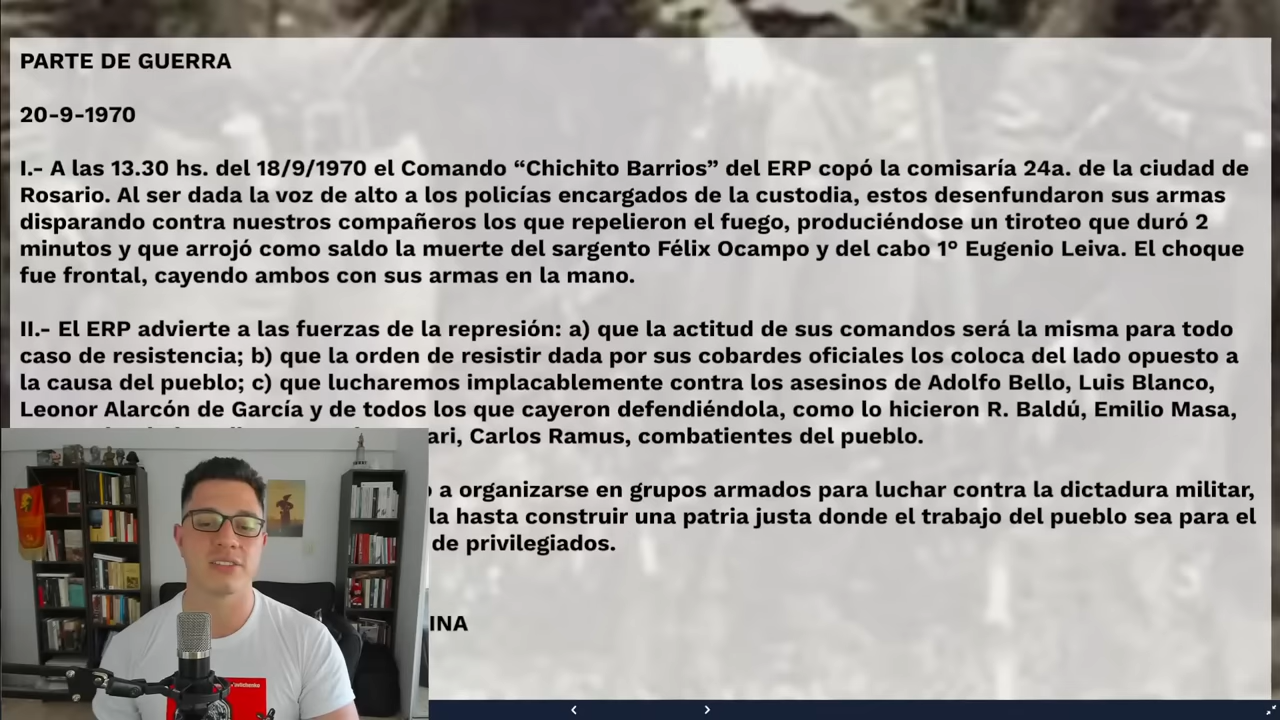 PARTE DE GUERRA
20-9-1970
I.- A las 13.30 hs. del 18/9/1970 el Comando “Chichito Barrios” del ERP copó la comisaría 24a. de la ciudad de
Rosario. Al ser dada la voz de alto a los policías encargados de la custodia, estos desenfundaron sus armas
disparando contra nuestros compañeros los que repelieron el fuego, produciéndose un tiroteo que duró 2
minutos y que arrojó como saldo la muerte del sargento Félix Ocampo y del cabo 1° Eugenio Leiva. El choque
fue frontal, cayendo ambos con sus armas en la mano.
II.- El ERP advierte a las fuerzas de la represión: a) que la actitud de sus comandos será la misma para todo
caso de resistencia; b) que la orden de resistir dada por sus cobardes oficiales los coloca del lado opuesto a
la causa del pueblo; c) que lucharemos implacablemente contra los asesinos de Adolfo Bello, Luis Blanco,
Leonor Alarcón de García y de todos los que cayeron defendiéndola, como lo hicieron R. Baldú, Emilio Masa,
ari, Carlos Ramus, combatientes del pueblo.
a organizarse en grupos armados para luchar contra la dictadura militar,
la hasta construir una patria justa donde el trabajo del pueblo sea para el
de privilegiados.
INA